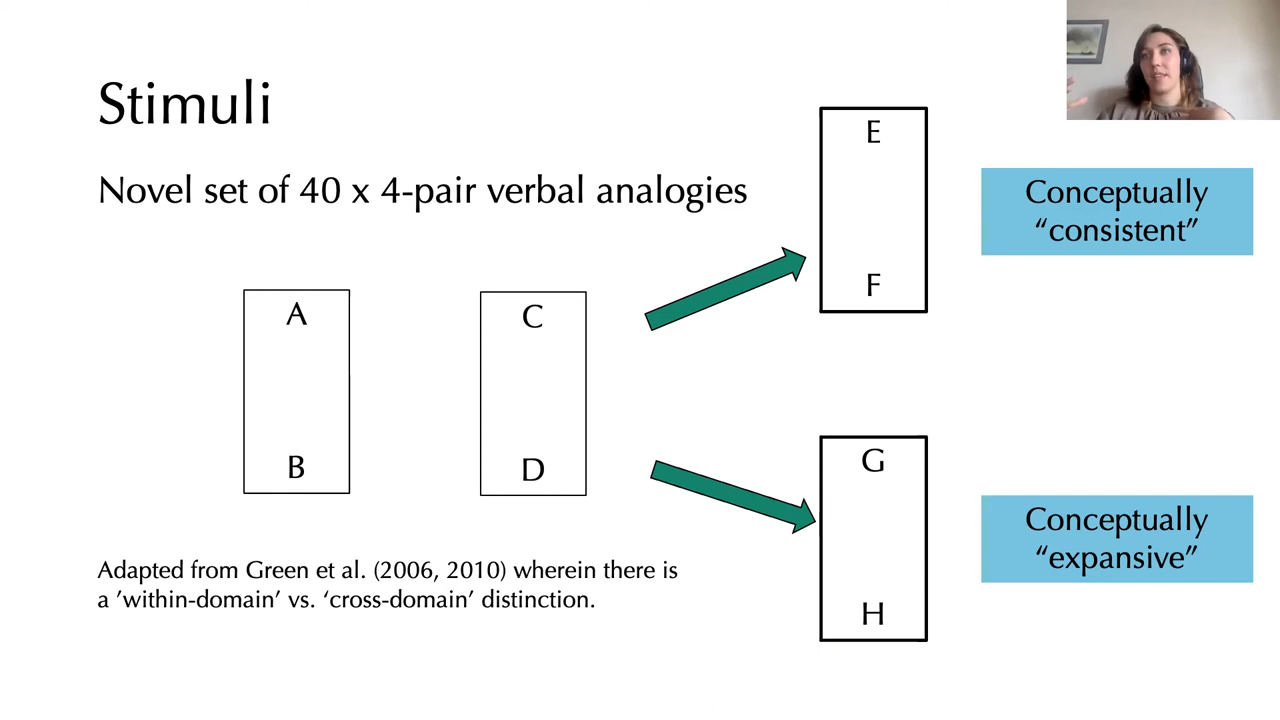 Stimuli
Novel set of 40 x 4-pair verbal analogies
A
B
C
D
E
F
Conceptually
“consistent”
G
H
Conceptually
“expansive”
Adapted from Green et al. (2006, 2010) wherein there is
a ’within-domain’ vs. ‘cross-domain’ distinction.